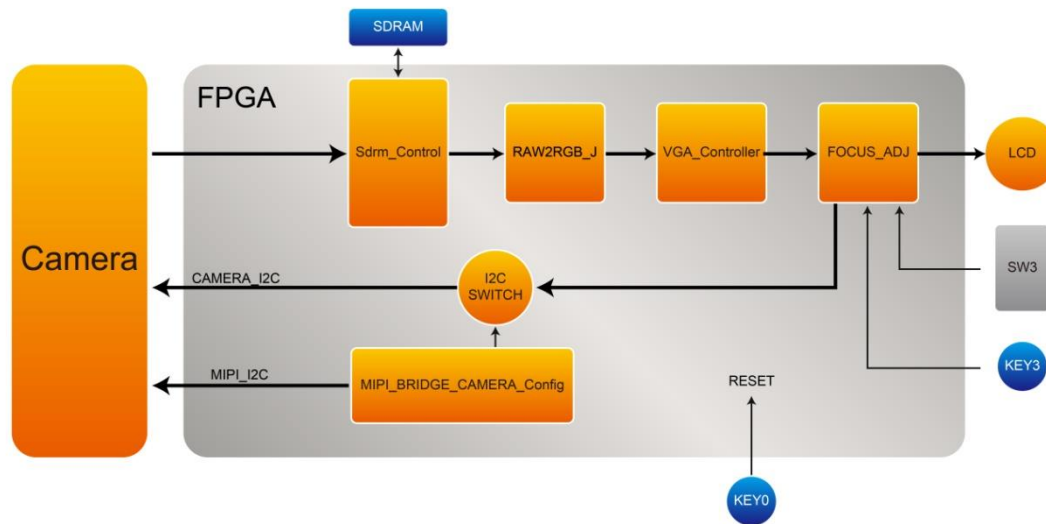 SDRAM
FPGA
Camera
Sdrm_Control
RAW2RGB_J
VGA_Controller
FOCUS_ADJ
LCD
CAMERA_I2C
I2C
SWITCH
SW3
MIPI_I2C
MIPI_BRIDGE_CAMERA_Config
RESET
KEY3
KEY0